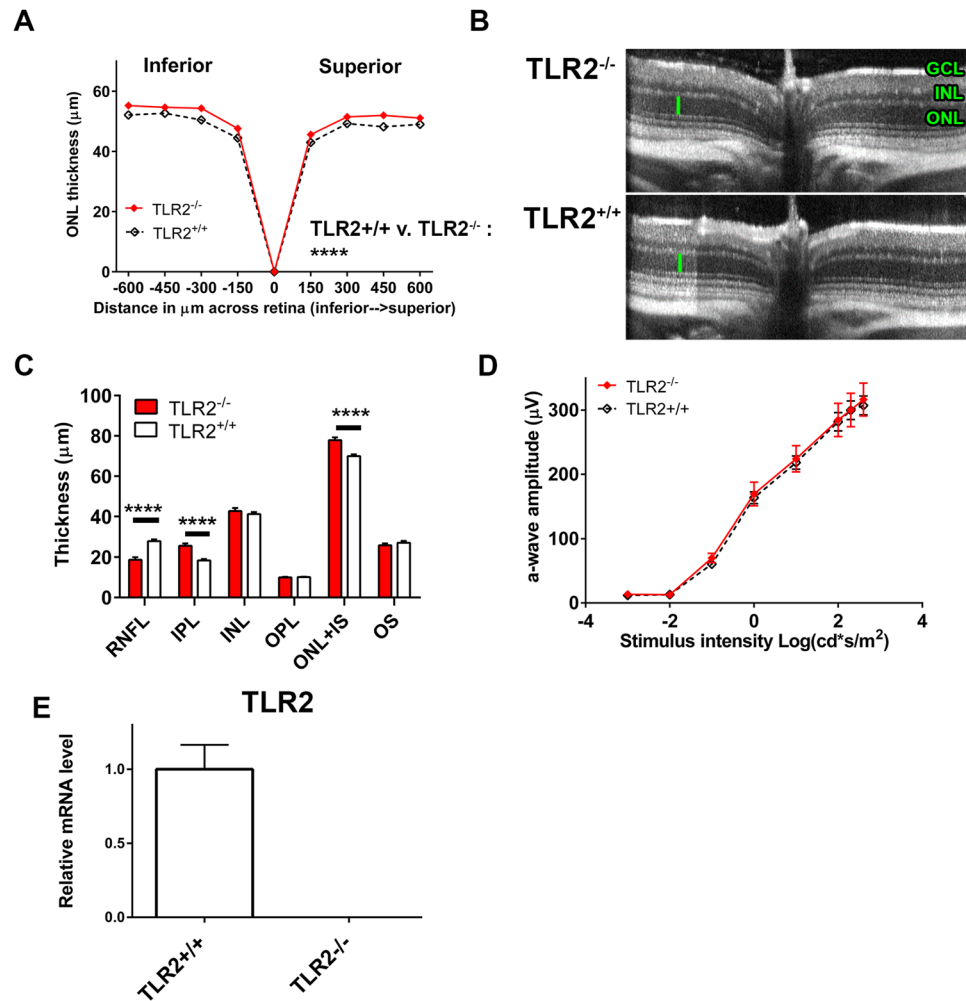 A
Inferior
Superior
ONL thickness (μm)
60
40
20
0
TLR2-/-
TLR2+/+
TLR2+/+ v. TLR2-/- :
****
-600 -450 -300 -150 0 150 300 450 600
Distance in μm across retina (inferior-->superior)
B
TLR2-/-
GCL
INL
ONL
TLR2+/+
C
Thickness (μm)
100
80
60
40
20
0
TLR2-/-
TLR2+/+
****
****
****
RNFL
IPL
INL
OPL
ONL+IS
OS
D
a-wave amplitude (μV)
300
200
100
0
TLR2-/-
TLR2+/+
-4 -2 0 2 4
Stimulus intensity Log(cd*s/m2)
E
TLR2
Relative mRNA level
1.0
0.5
0.0
TLR2+/+
TLR2-/-